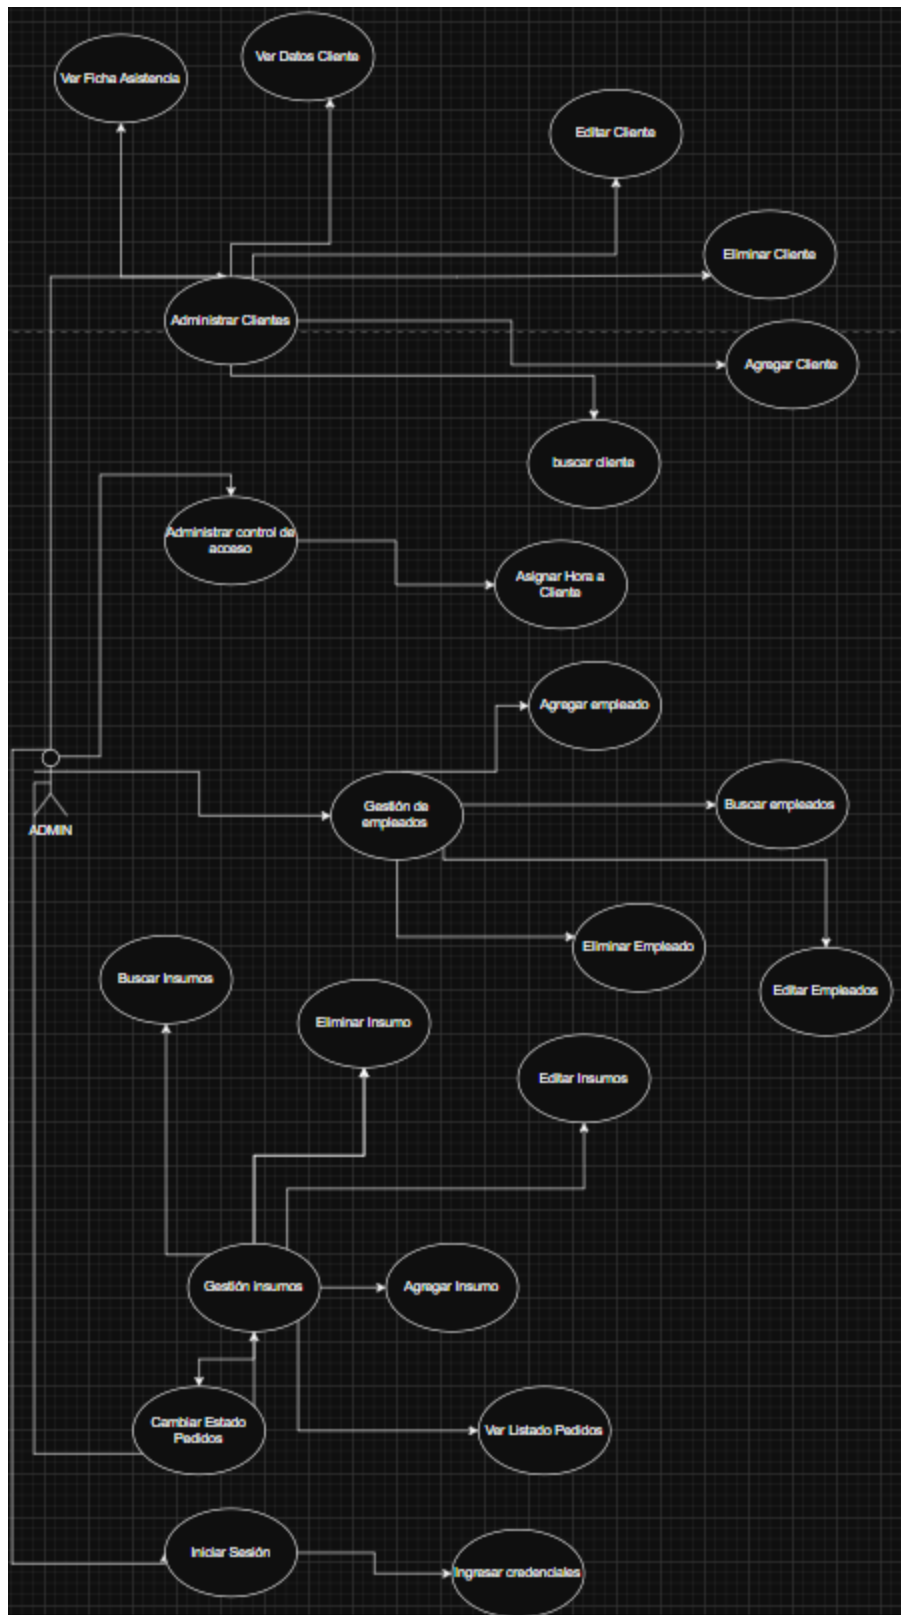 Ver Datos Cliente
Ver Ficha Asistencia
Editar Cliente
Eliminar Cliente
Administrar Clientes
Agregar Cliente
buscar cliente
Administrar control de
acceso
Asignar Hora a
Cliente
Agregar empleado
Gestión de
empleados
Buscar empleados
ADMIN
Eliminar Empleado
Editar Empleados
Buscar Insumos
Eliminar Insumo
Editar Insumos
Gestión insumos
Agregar Insumo
Cambiar Estado
Pedidos
Ver Listado Pedidos
Iniciar Sesión
Ingresar credenciales